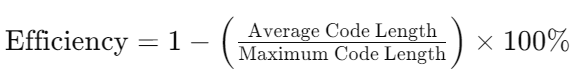 Efficiency = 1 − (Average Code Length / Maximum Code Length) × 100%